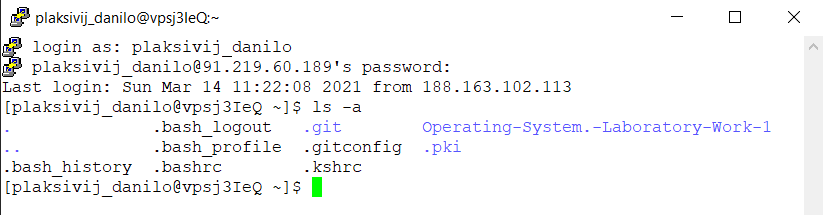 plaksivij_danilo@vpsj3IeQ:~
login as: plaksivij_danilo
plaksivij_danilo@91.219.60.189's password:
Last login: Sun Mar 14 11:22:08 2021 from 188.163.102.113
[plaksivij_danilo@vpsj3IeQ ~]$ ls -a
. .bash_logout .git Operating-System.-Laboratory-Work-1
.. .bash_profile .gitconfig .pki
.bash_history .bashrc .kshrc
[plaksivij_danilo@vpsj3IeQ ~]$